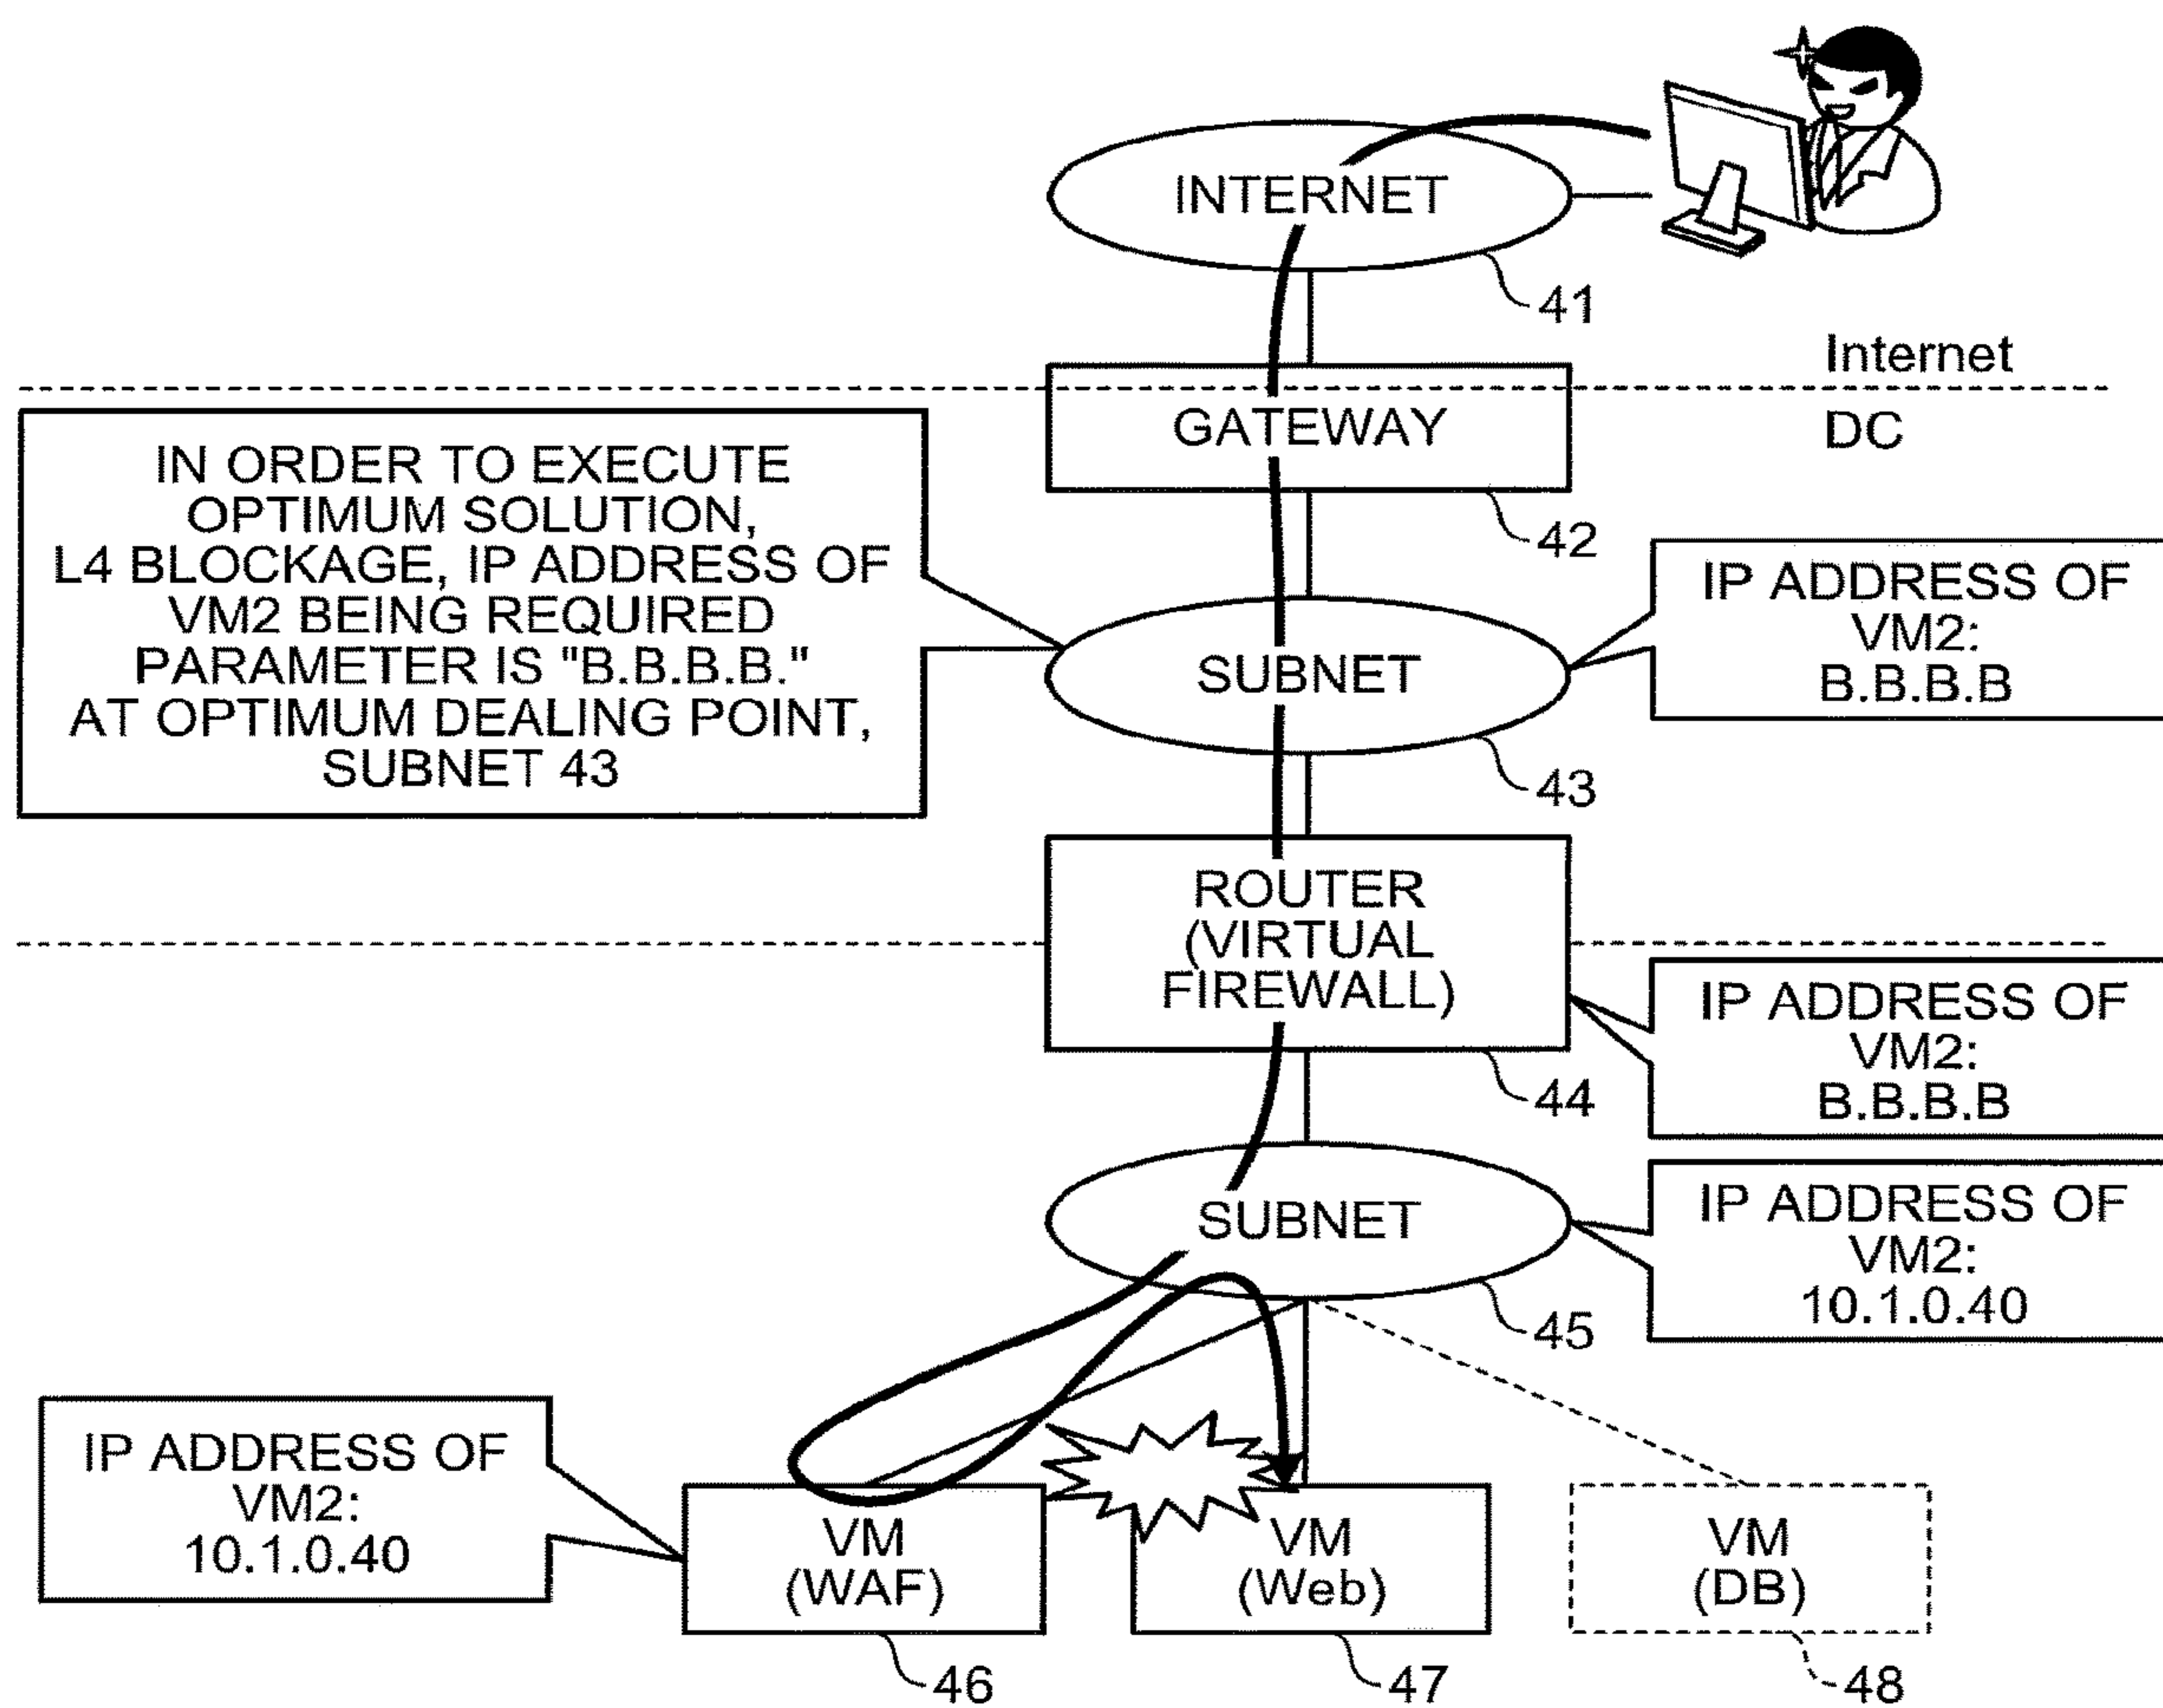 INTERNET
41
Internet
DC
GATEWAY
42
IN ORDER TO EXECUTE
OPTIMUM SOLUTION,
L4 BLOCKAGE, IP ADDRESS OF
VM2 BEING REQUIRED
PARAMETER IS "B.B.B.B."
AT OPTIMUM DEALING POINT,
SUBNET 43
SUBNET
43
IP ADDRESS OF
VM2:
B.B.B.B
ROUTER
(VIRTUAL
FIREWALL)
44
IP ADDRESS OF
VM2:
B.B.B.B
SUBNET
45
IP ADDRESS OF
VM2:
10.1.0.40
IP ADDRESS OF
VM2:
10.1.0.40
VM
(WAF)
46
VM
(Web)
47
VM
(DB)
48